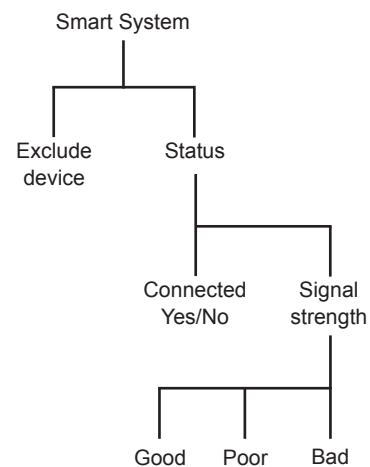 Smart System
Exclude
device
Status
Connected
Yes/No
Signal
strength
Good
Poor
Bad